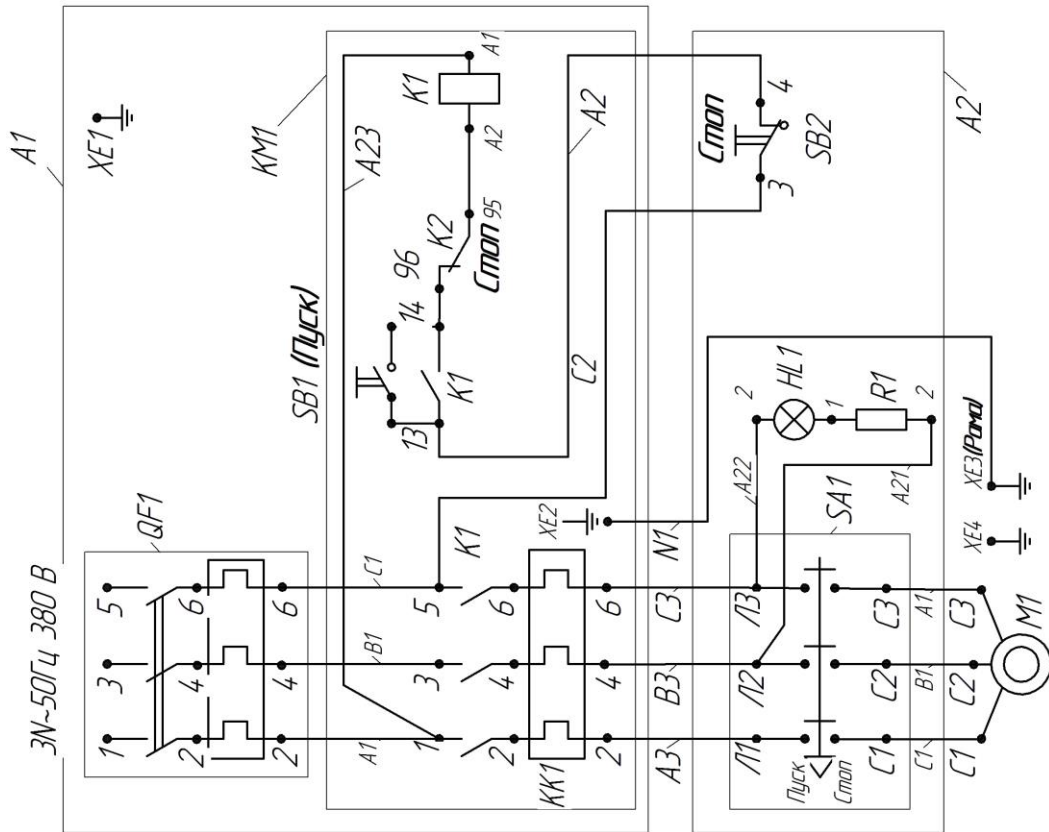 3N~50Гц 380 В
A1
QF1
XE1
1
3
5
2
4
6
2
4
6
A1
B1
C1
KM1
SB1 (Пуск)
A23
1
3
5
K1
2
4
6
KK1
2
4
6
13
14
K1
96
K2
Стоп 95
A2
K1
A1
C2
A2
XE2
A3
B3
C3
N1
Л1
Л2
Л3
SA1
Пуск
Стоп
C1
C2
C3
A22
2
HL1
1
R1
2
A21
3
Стоп
4
SB2
A2
C1
B1
A1
C1
C2
C3
M1
XE4
XE3(Рама)